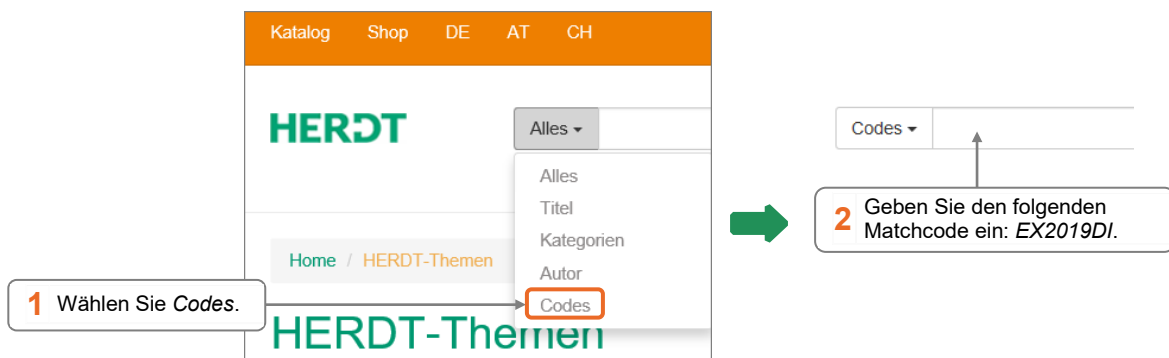 Katalog Shop DE AT CH
HERDT
Alles
Alles
Titel
Kategorien
Autor
Codes
Home / HERDT-Themen
HERDT-Themen
1 Wählen Sie Codes.
Codes
2 Geben Sie den folgenden
Matchcode ein: EX2019DI.